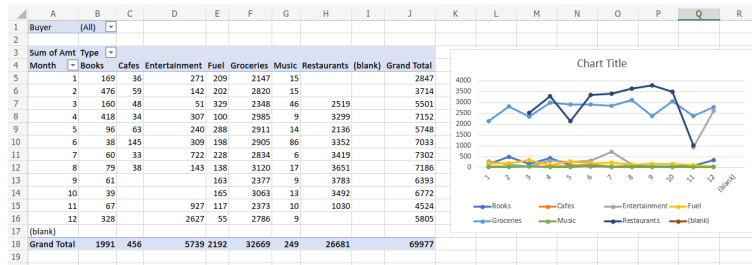 A B C D E F G H I J K L M N O P Q R
1 Buyer (All)
2
3 Sum of Amt Type
4 Month Books Cafes Entertainment Fuel Groceries Music Restaurants (blank) Grand Total
5 1 169 36 271 209 2147 15 2847
6 2 476 59 142 202 2820 15 3714
7 3 160 48 51 329 2348 46 2519 5501
8 4 418 34 307 100 2985 9 3299 7152
9 5 96 63 240 288 2911 14 2136 5748
10 6 38 145 309 198 2905 86 3352 7033
11 7 60 33 722 228 2834 6 3419 7302
12 8 79 38 143 138 3120 17 3651 7186
13 9 61 163 2377 9 3783 6393
14 10 39 165 3063 13 3492 6772
15 11 67 927 117 2373 10 1030 4524
16 12 328 2627 55 2786 9 5805
17 (blank)
18 Grand Total 1991 456 5739 2192 32669 249 26681 69977
19
Chart Title
4000
3500
3000
2500
2000
1500
1000
500
0
1 2 3 4 5 6 7 8 9 10 11 12 (blank)
Books Cafes Entertainment Fuel
Groceries Music Restaurants (blank)